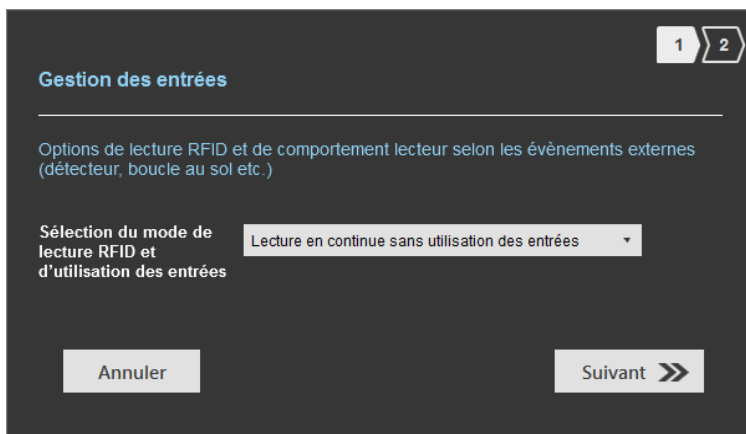 1 2
Gestion des entrées
Options de lecture RFID et de comportement lecteur selon les évènements externes
(détecteur, boucle au sol etc.)
Sélection du mode de
lecture RFID et
d'utilisation des entrées
Lecture en continue sans utilisation des entrées
Annuler
Suivant